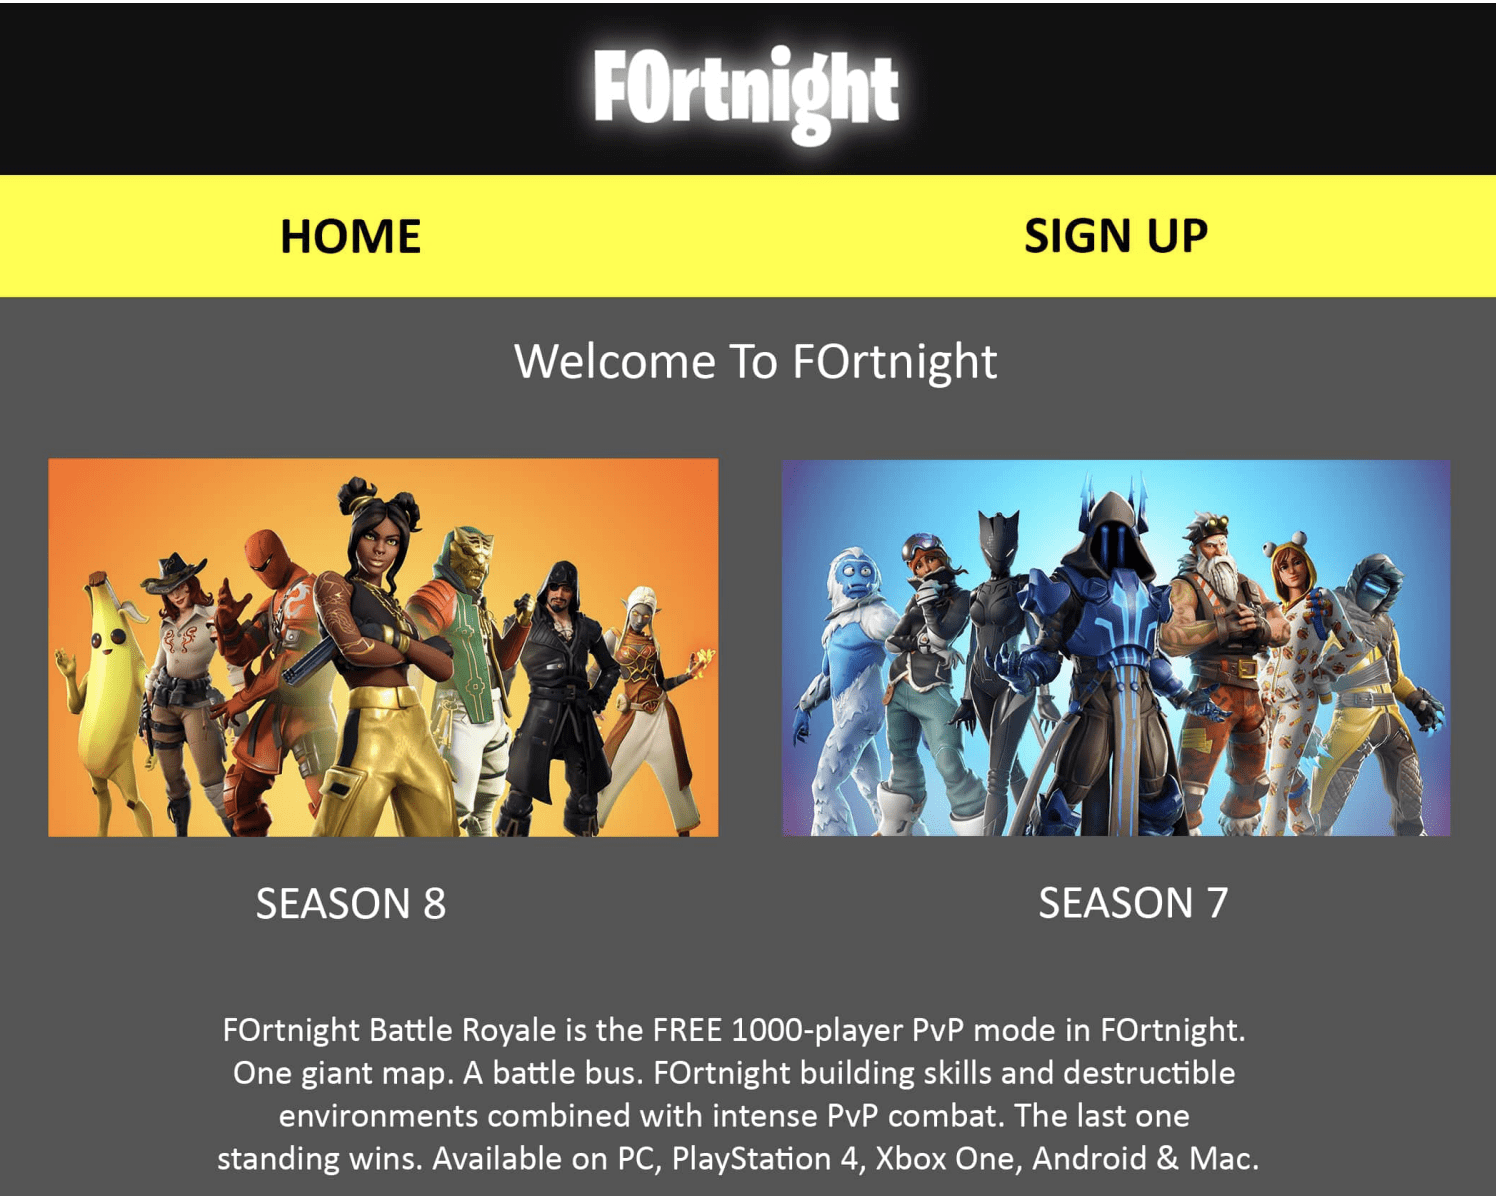 FOrtnight
HOME
SIGN UP
Welcome To FOrtnight
SEASON 8
SEASON 7
FOrtnight Battle Royale is the FREE 1000-player PvP mode in FOrtnight.
One giant map. A battle bus. FOrtnight building skills and destructible
environments combined with intense PvP combat. The last one
standing wins. Available on PC, PlayStation 4, Xbox One, Android & Mac.